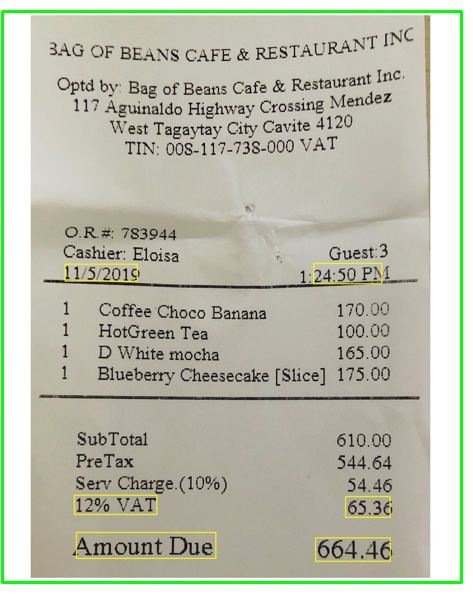 BAG OF BEANS CAFE & RESTAURANT INC
Optd by: Bag of Beans Cafe & Restaurant Inc.
117 Aguinaldo Highway Crossing Mendez
West Tagaytay City Cavite 4120
TIN: 008-117-738-000 VAT
O.R.#: 783944
Cashier: Eloisa Guest:3
11/5/2019 1:24:50 PM
1 Coffee Choco Banana 170.00
1 HotGreen Tea 100.00
1 D White mocha 165.00
1 Blueberry Cheesecake [Slice] 175.00
SubTotal 610.00
PreTax 544.64
Serv Charge.(10%) 54.46
12% VAT 65.36
Amount Due 664.46